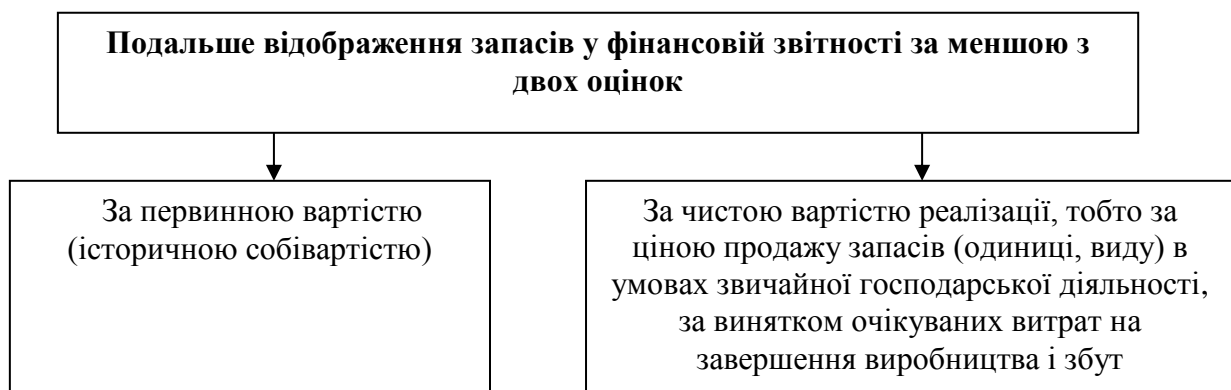 Подальше відображення запасів у фінансовій звітності за меншою з
двох оцінок
За первинною вартістю
(історичною собівартістю)
За чистою вартістю реалізації, тобто за
ціною продажу запасів (одиниці, виду) в
умовах звичайної господарської діяльності,
за винятком очікуваних витрат на
завершення виробництва і збут